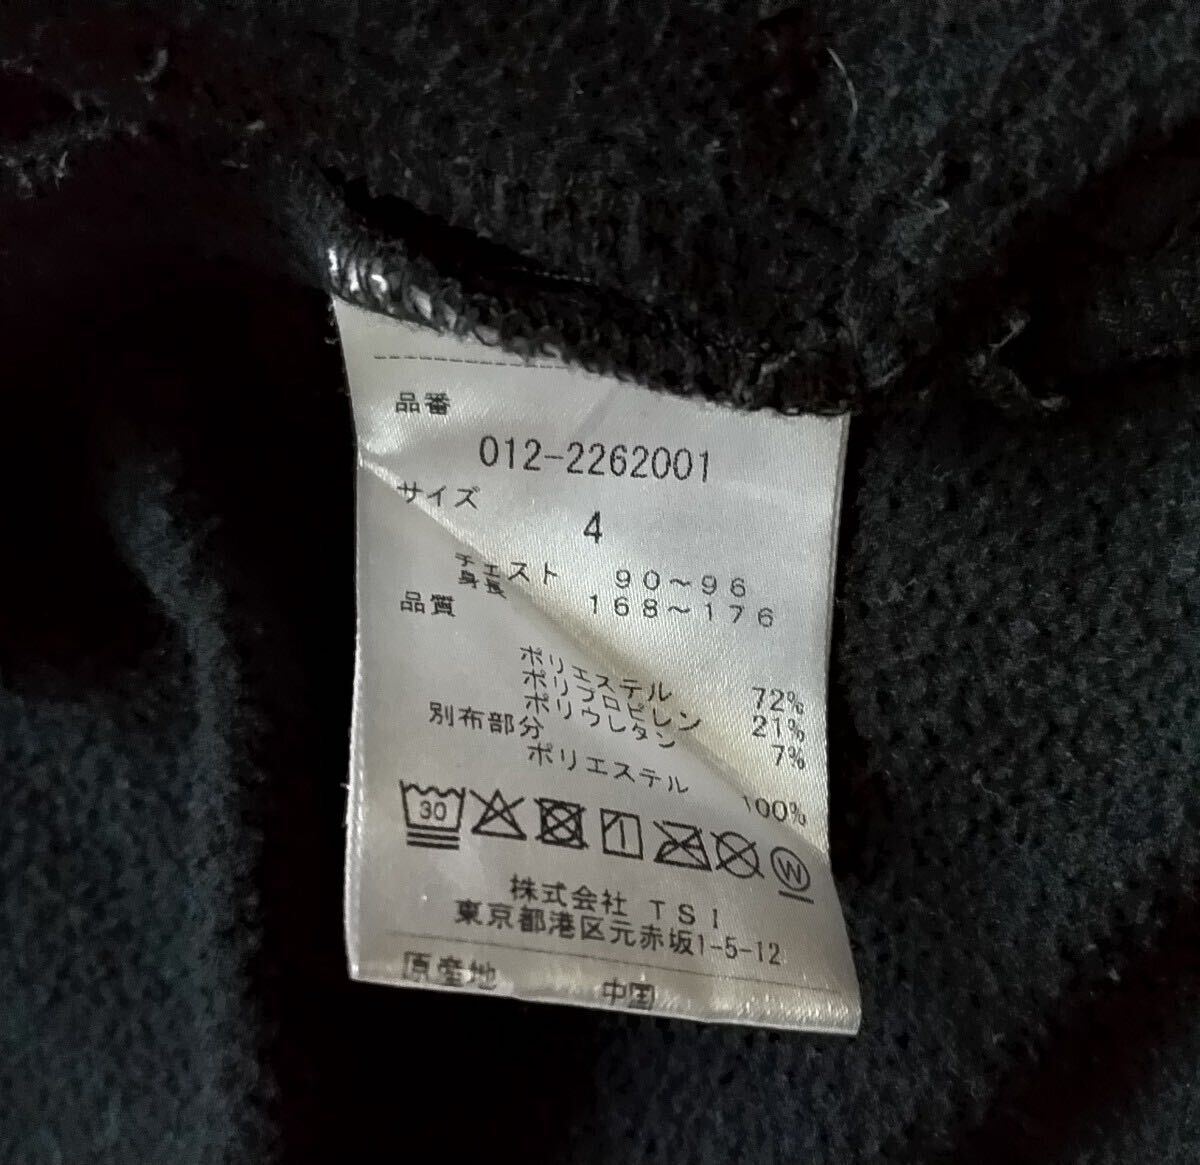 品番
012-2262001
サイズ
4
チェスト 90～96
身長 168～176
品質
ポリエステル 72%
ポリプロピレン 21%
ポリウレタン 7%
別布部分
ポリエステル 100%
30
W
株式会社 TSI
東京都港区元赤坂1-5-12
原産地 中国